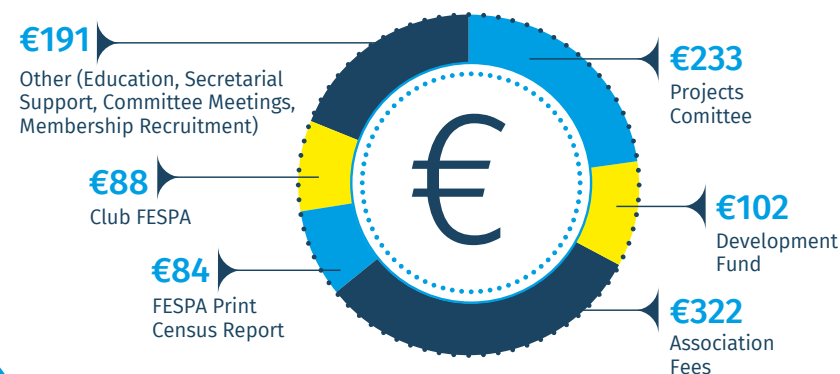 €191
Other (Education, Secretarial
Support, Committee Meetings,
Membership Recruitment)
€88
Club FESPA
€84
FESPA Print
Census Report
€
€233
Projects
Comittee
€102
Development
Fund
€322
Association
Fees